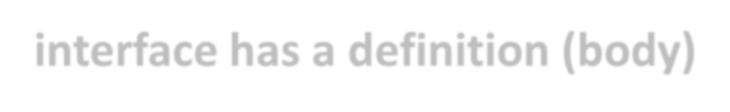 interface has a definition (body)